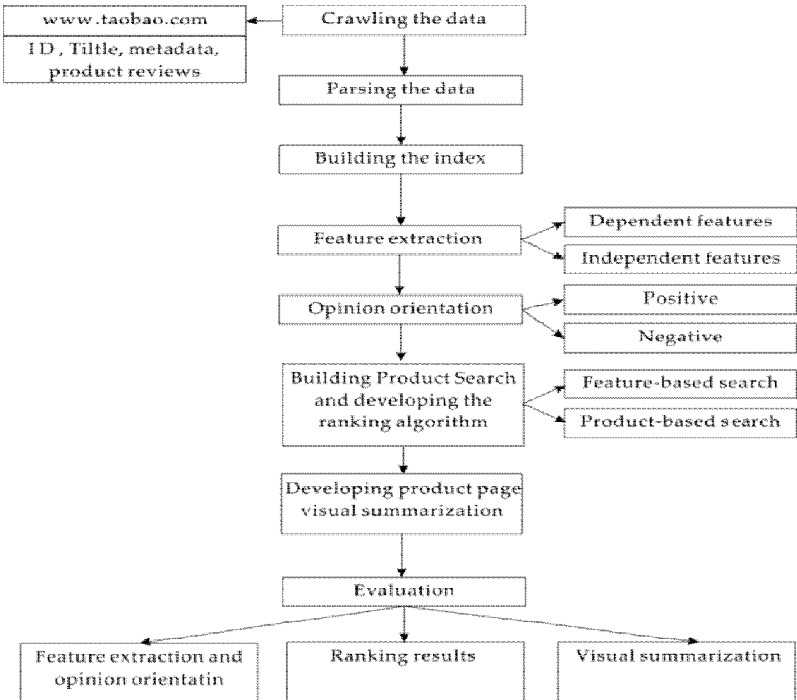 www.taobao.com
Crawling the data
ID, Tiltle, metadata,
product reviews
Parsing the data
Building the index
Feature extraction
Dependent features
Independent features
Opinion orientation
Positive
Negative
Building Product Search
and developing the
ranking algorithm
Feature-based search
Product-based search
Developing product page
visual summarization
Evaluation
Feature extraction and
opinion orientatin
Ranking results
Visual summarization